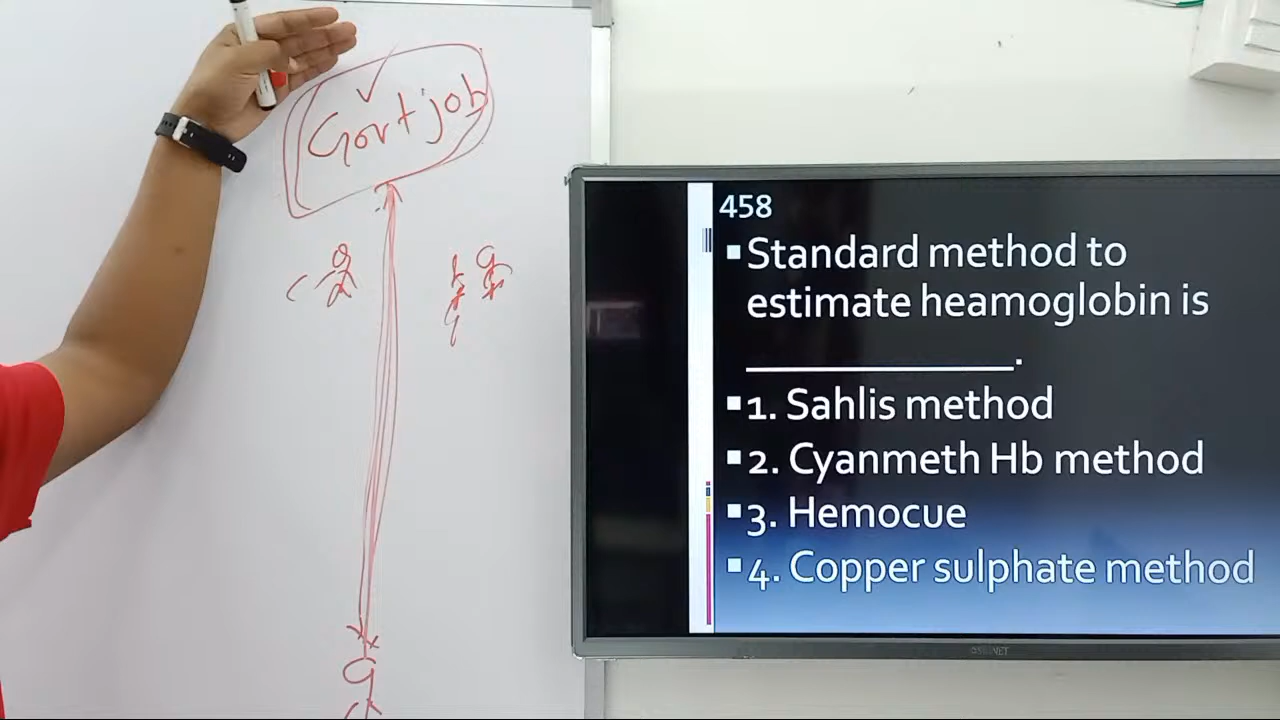 Govt job
458
Standard method to
estimate heamoglobin is
____________.
1. Sahlis method
2. Cyanmeth Hb method
3. Hemocue
4. Copper sulphate method